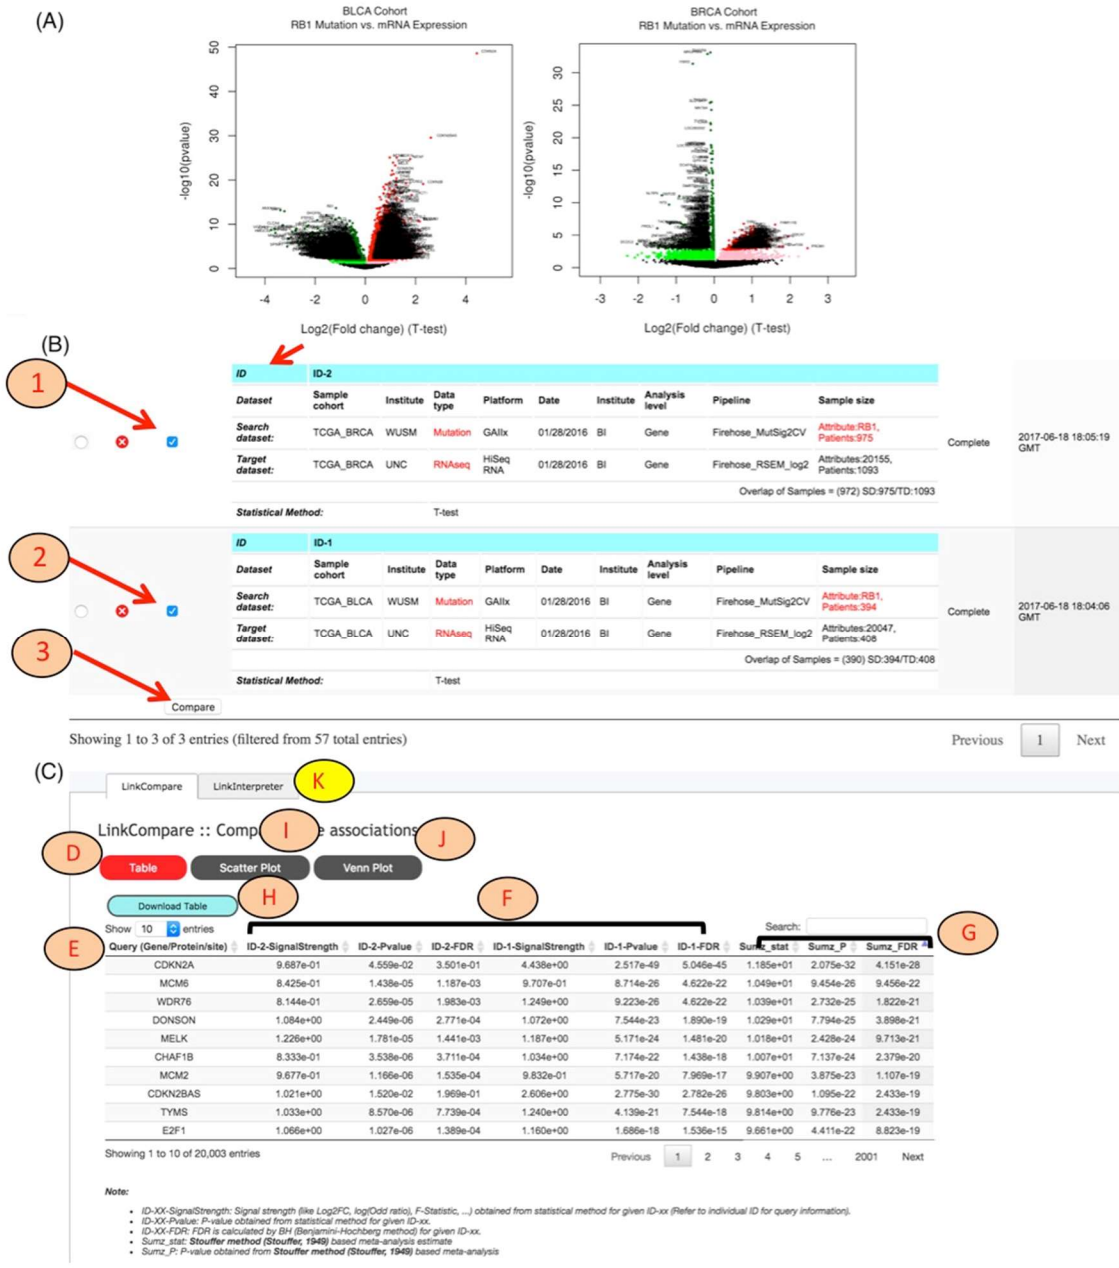 (A)
BLCA Cohort
RB1 Mutation vs. mRNA Expression
BRCA Cohort
RB1 Mutation vs. mRNA Expression
50
40
30
20
10
0
-log10(pvalue)
-4 -2 0 2 4
Log2(Fold change) (T-test)
30
25
20
15
10
5
0
-log10(pvalue)
-3 -2 -1 0 1 2 3
Log2(Fold change) (T-test)
(B)
1
ID ID-2
Dataset Sample cohort Institute Data type Platform Date Institute Analysis level Pipeline Sample size
Search dataset: TCGA_BRCA WUSM Mutation GAIIx 01/28/2016 BI Gene Firehose_MutSig2CV Attribute:RB1, Patients:975
Target dataset: TCGA_BRCA UNC RNAseq HiSeq RNA 01/28/2016 BI Gene Firehose_RSEM_log2 Attributes:20155, Patients:1093
Overlap of Samples = (972) SD:975/TD:1093
Statistical Method: T-test
Complete
2017-06-18 18:05:19 GMT
2
ID ID-1
Dataset Sample cohort Institute Data type Platform Date Institute Analysis level Pipeline Sample size
Search dataset: TCGA_BLCA WUSM Mutation GAIIx 01/28/2016 BI Gene Firehose_MutSig2CV Attribute:RB1, Patients:394
Target dataset: TCGA_BLCA UNC RNAseq HiSeq RNA 01/28/2016 BI Gene Firehose_RSEM_log2 Attributes:20047, Patients:408
Overlap of Samples = (390) SD:394/TD:408
Statistical Method: T-test
Complete
2017-06-18 18:04:06 GMT
3
Compare
Showing 1 to 3 of 3 entries (filtered from 57 total entries)
Previous 1 Next
(C)
LinkCompare LinkInterpreter K
LinkCompare :: Comp I e associations J
D Table Scatter Plot Venn Plot
Download Table H F
Show 10 entries Search: G
E Query (Gene/Protein/site) ID-2-SignalStrength ID-2-Pvalue ID-2-FDR ID-1-SignalStrength ID-1-Pvalue ID-1-FDR Sumz_stat Sumz_P Sumz_FDR
CDKN2A 9.687e-01 4.559e-02 3.501e-01 4.438e+00 2.517e-49 5.046e-45 1.185e+01 2.075e-32 4.151e-28
MCM6 8.425e-01 1.438e-05 1.187e-03 9.707e-01 8.714e-26 4.622e-22 1.049e+01 9.454e-26 9.456e-22
WDR76 8.144e-01 2.659e-05 1.983e-03 1.249e+00 9.223e-26 4.622e-22 1.039e+01 2.732e-25 1.822e-21
DONSON 1.084e+00 2.449e-06 2.771e-04 1.072e+00 7.544e-23 1.890e-19 1.029e+01 7.794e-25 3.898e-21
MELK 1.226e+00 1.781e-05 1.441e-03 1.187e+00 5.171e-24 1.481e-20 1.018e+01 2.428e-24 9.713e-21
CHAF1B 8.333e-01 3.538e-06 3.711e-04 1.034e+00 7.174e-22 1.438e-18 1.007e+01 7.137e-24 2.379e-20
MCM2 9.677e-01 1.166e-06 1.535e-04 9.832e-01 5.717e-20 7.969e-17 9.907e+00 3.875e-23 1.107e-19
CDKN2BAS 1.021e+00 1.520e-02 1.969e-01 2.606e+00 2.775e-30 2.782e-26 9.803e+00 1.095e-22 2.433e-19
TYMS 1.033e+00 8.570e-06 7.739e-04 1.240e+00 4.139e-21 7.544e-18 9.814e+00 9.776e-23 2.433e-19
E2F1 1.066e+00 1.027e-06 1.389e-04 1.160e+00 1.686e-18 1.536e-15 9.661e+00 4.411e-22 8.823e-19
Showing 1 to 10 of 20,003 entries
Previous 1 2 3 4 5 ... 2001 Next
Note:
• ID-XX-SignalStrength: Signal strength (like Log2FC, log(Odd ratio), F-Statistic, ...) obtained from statistical method for given ID-xx (Refer to individual ID for query information).
• ID-XX-Pvalue: P-value obtained from statistical method for given ID-xx.
• ID-XX-FDR: FDR is calculated by BH (Benjamini-Hochberg method) for given ID-xx.
• Sumz_stat: Stouffer method (Stouffer, 1949) based meta-analysis estimate
• Sumz_P: P-value obtained from Stouffer method (Stouffer, 1949) based meta-analysis